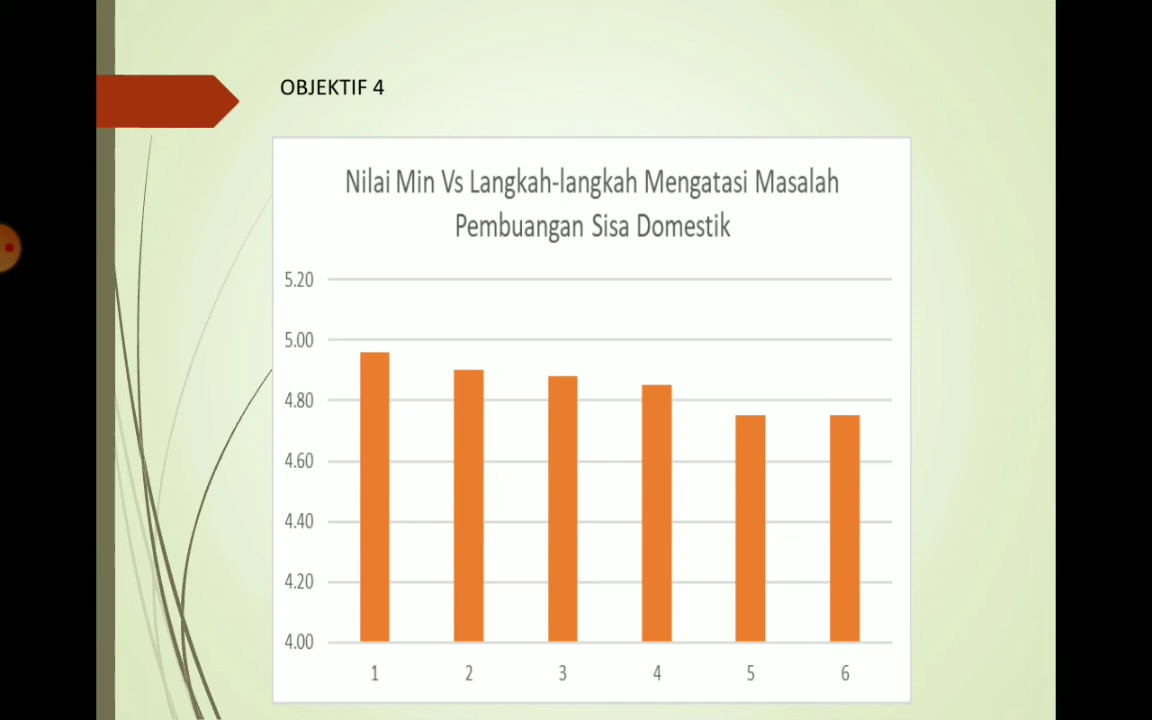 OBJEKTIF 4
Nilai Min Vs Langkah-langkah Mengatasi Masalah
Pembuangan Sisa Domestik
5.20
5.00
4.80
4.60
4.40
4.20
4.00
1 2 3 4 5 6